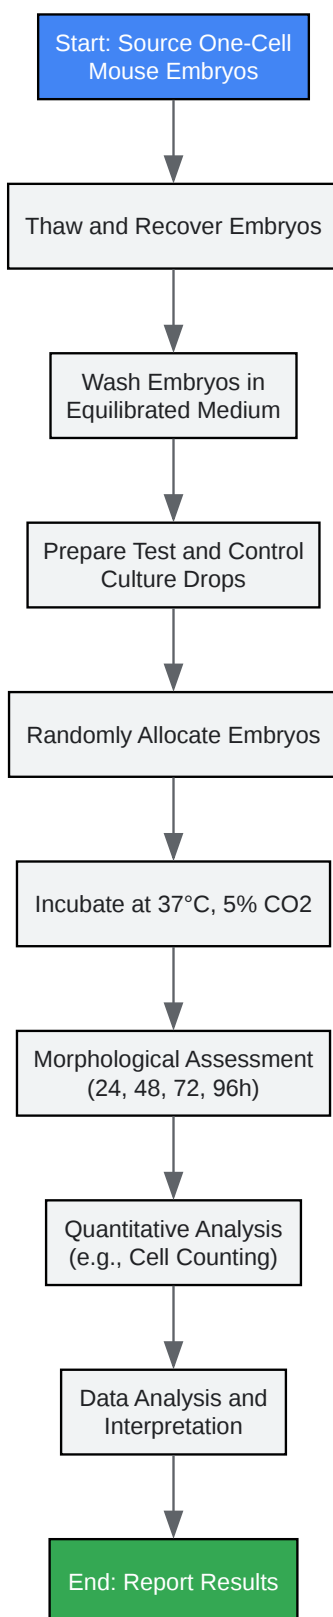 Start: Source One-Cell
Mouse Embryos
Thaw and Recover Embryos
Wash Embryos in
Equilibrated Medium
Prepare Test and Control
Culture Drops
Randomly Allocate Embryos
Incubate at 37°C, 5% CO2
Morphological Assessment
(24, 48, 72, 96h)
Quantitative Analysis
(e.g., Cell Counting)
Data Analysis and
Interpretation
End: Report Results